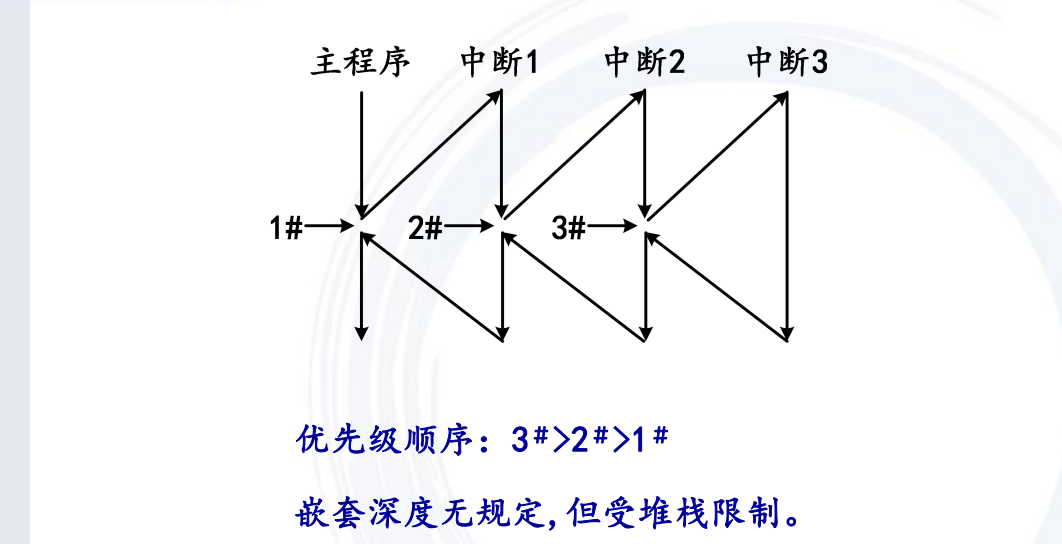 主程序 中断1 中断2 中断3
1# 2# 3#
优先级顺序：3#>2#>1#
嵌套深度无规定,但受堆栈限制。